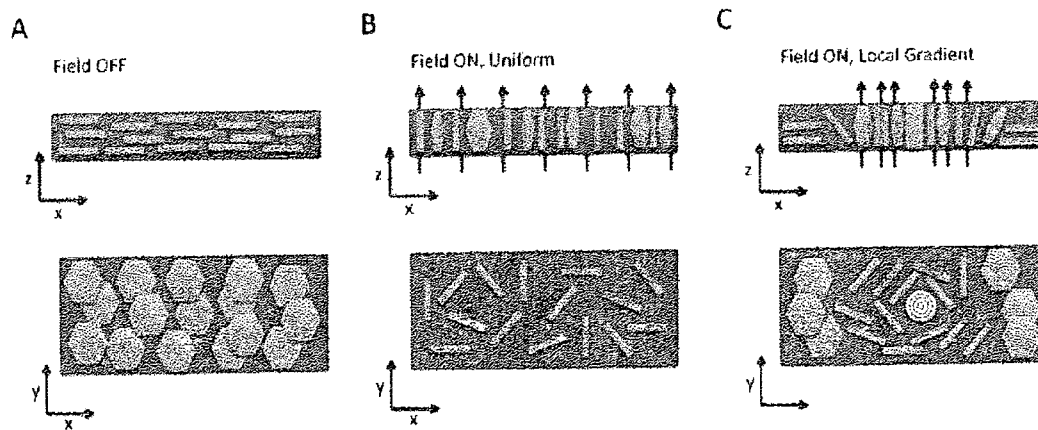 A
Field OFF
z
x
y
x
B
Field ON, Uniform
z
x
y
x
C
Field ON, Local Gradient
z
x
y